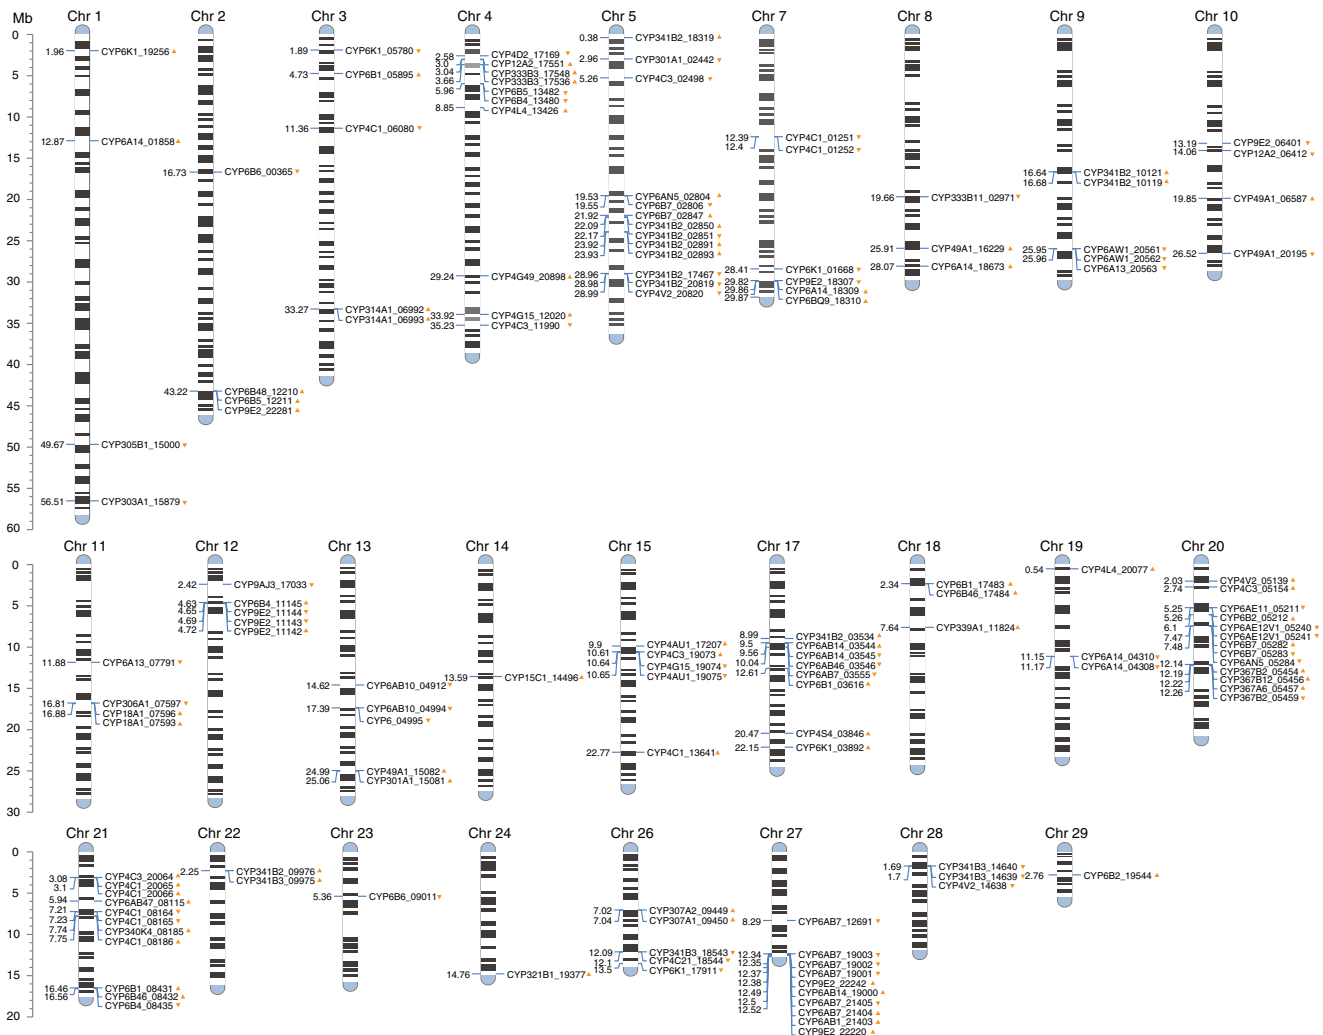 Mb Chr 1 Chr 2 Chr 3 Chr 4 Chr 5 Chr 7 Chr 8 Chr 9 Chr 10
0
5
10
15
20
25
30
35
40
45
50
55
60
1.96 CYP6K1_19256
12.87 CYP6A14_01858
49.67 CYP305B1_15000
56.51 CYP303A1_15879
16.73 CYP6B6_00365
43.22 CYP6B48_12210
CYP6B5_12211
CYP9E2_22281
1.89 CYP6K1_05780
4.73 CYP6B1_05895
11.36 CYP4C1_06080
33.27 CYP314A1_06992
CYP314A1_06993
2.58 CYP4D2_17169
3.0 CYP12A2_17551
3.04 CYP333B3_17548
3.66 CYP333B3_17536
5.96 CYP6B5_13482
CYP6B4_13480
8.85 CYP4L4_13426
29.24 CYP4G49_20898
33.92 CYP4G15_12020
35.23 CYP4C3_11990
0.38 CYP341B2_18319
2.96 CYP301A1_02442
5.26 CYP4C3_02498
19.53 CYP6AN5_02804
19.55 CYP6B7_02806
21.92 CYP6B7_02847
22.09 CYP341B2_02850
22.17 CYP341B2_02851
23.92 CYP341B2_02891
23.93 CYP341B2_02893
28.96 CYP341B2_17467
28.98 CYP341B2_20819
28.99 CYP4V2_20820
12.39 CYP4C1_01251
12.4 CYP4C1_01252
28.41 CYP6K1_01668
29.82 CYP9E2_18307
29.86 CYP6A14_18309
29.87 CYP6BQ9_18310
19.66 CYP333B11_02971
25.91 CYP49A1_16229
28.07 CYP6A14_18673
16.64 CYP341B2_10121
16.68 CYP341B2_10119
25.95 CYP6AW1_20561
25.96 CYP6AW1_20562
CYP6A13_20563
13.19 CYP9E2_06401
14.06 CYP12A2_06412
19.85 CYP49A1_06587
26.52 CYP49A1_20195
Chr 11 Chr 12 Chr 13 Chr 14 Chr 15 Chr 17 Chr 18 Chr 19 Chr 20
0
5
10
15
20
25
30
11.88 CYP6A13_07791
16.81 CYP306A1_07597
16.88 CYP18A1_07596
CYP18A1_07593
2.42 CYP9AJ3_17033
4.63 CYP6B4_11145
4.65 CYP9E2_11144
4.69 CYP9E2_11143
4.72 CYP9E2_11142
14.62 CYP6AB10_04912
17.39 CYP6AB10_04994
CYP6_04995
24.99 CYP49A1_15082
25.06 CYP301A1_15081
13.59 CYP15C1_14496
9.9 CYP4AU1_17207
10.61 CYP4C3_19073
10.64 CYP4G15_19074
10.65 CYP4AU1_19075
22.77 CYP4C1_13641
8.99 CYP341B2_03534
9.5 CYP6AB14_03544
9.56 CYP6AB14_03545
10.04 CYP6AB46_03546
12.61 CYP6AB7_03555
CYP6B1_03616
20.47 CYP4S4_03846
22.15 CYP6K1_03892
2.34 CYP6B1_17483
CYP6B46_17484
7.64 CYP339A1_11824
0.54 CYP4L4_20077
11.15 CYP6A14_04310
11.17 CYP6A14_04308
2.03 CYP4V2_05139
2.74 CYP4C3_05154
5.25 CYP6AE11_05211
5.26 CYP6B2_05212
6.1 CYP6AE12V1_05240
7.47 CYP6AE12V1_05241
7.48 CYP6B7_05282
CYP6B7_05283
12.14 CYP6AN5_05284
12.19 CYP367B2_05454
12.22 CYP367B12_05456
12.26 CYP367A6_05457
CYP367B2_05459
Chr 21 Chr 22 Chr 23 Chr 24 Chr 26 Chr 27 Chr 28 Chr 29
0
5
10
15
20
3.08 CYP4C3_20064
3.1 CYP4C1_20065
CYP4C1_20066
5.94 CYP6AB47_08115
7.21 CYP4C1_08164
7.23 CYP4C1_08165
7.74 CYP340K4_08185
7.75 CYP4C1_08186
16.46 CYP6B1_08431
16.56 CYP6B46_08432
CYP6B4_08435
2.25 CYP341B2_09976
CYP341B3_09975
5.36 CYP6B6_09011
14.76 CYP321B1_19377
7.02 CYP307A2_09449
7.04 CYP307A1_09450
12.09 CYP341B3_18543
12.1 CYP4C21_18544
13.5 CYP6K1_17911
8.29 CYP6AB7_12691
12.34 CYP6AB7_19003
12.35 CYP6AB7_19002
12.37 CYP6AB7_19001
12.38 CYP9E2_22242
12.49 CYP6AB14_19000
12.5 CYP6AB7_21405
12.52 CYP6AB7_21404
CYP6AB1_21403
CYP9E2_22220
1.69 CYP341B3_14640
1.7 CYP341B3_14639
CYP4V2_14638
2.76 CYP6B2_19544